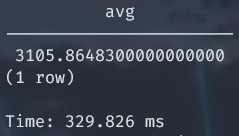 avg
3105.8648300000000000
(1 row)
Time: 329.826 ms